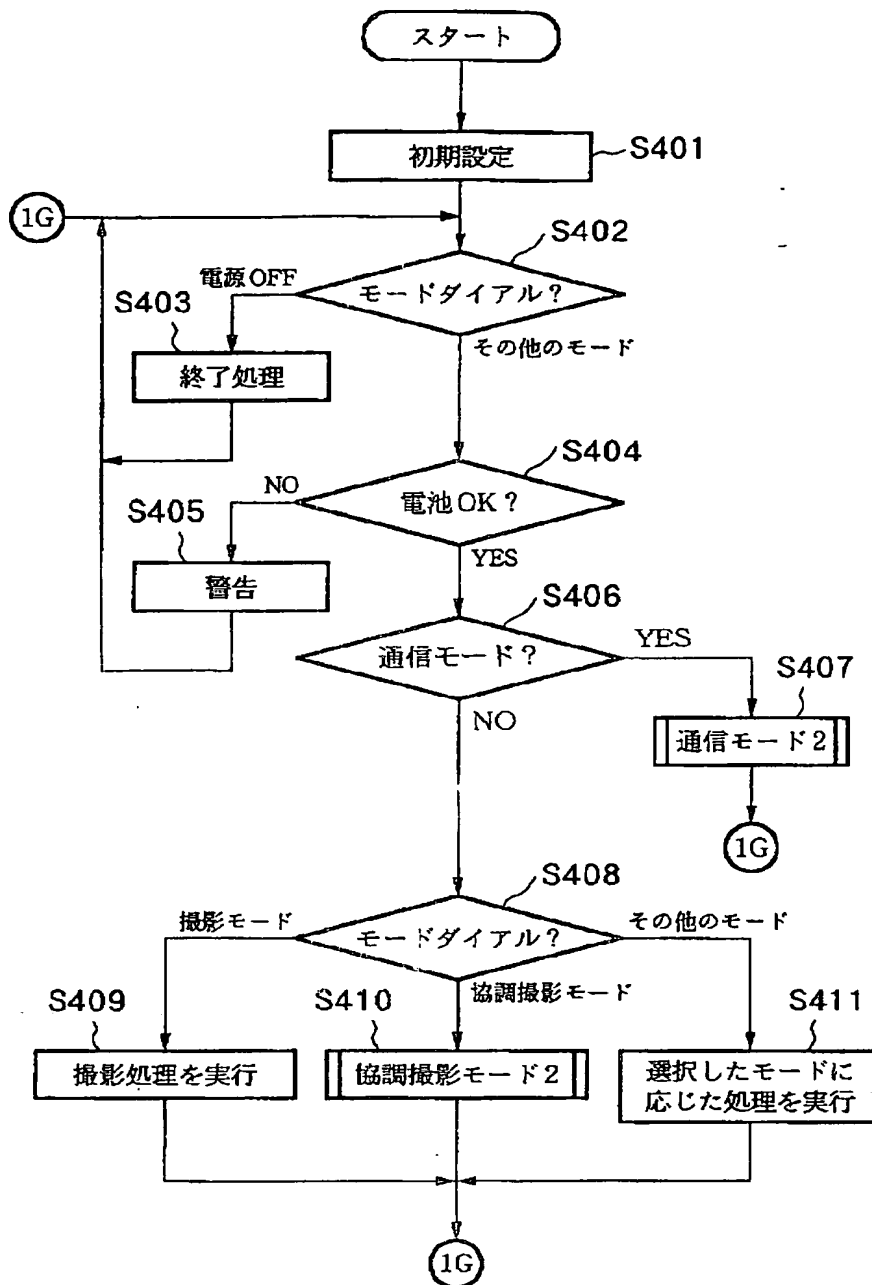 スタート
初期設定
S401
1G
S402
電源OFF
モードダイアル?
S403
その他のモード
終了処理
S404
NO
電池OK?
S405
YES
警告
S406
通信モード?
YES
S407
NO
通信モード2
1G
S408
撮影モード
モードダイアル?
その他のモード
協調撮影モード
S409
S410
S411
撮影処理を実行
協調撮影モード2
選択したモードに
応じた処理を実行
1G